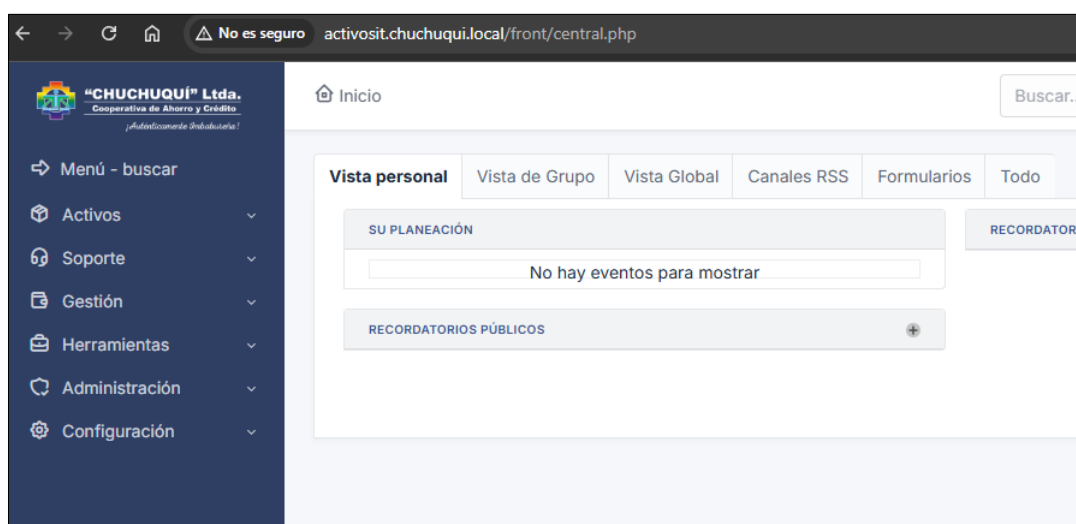 No es seguro activosit.chuchuqui.local/front/central.php
“CHUCHUQUÍ” Ltda.
Cooperativa de Ahorro y Crédito
¡Auténticamente Imbabureña!
Inicio
Buscar..
Menú - buscar
Activos
Soporte
Gestión
Herramientas
Administración
Configuración
Vista personal Vista de Grupo Vista Global Canales RSS Formularios Todo
SU PLANEACIÓN
RECORDATOR
No hay eventos para mostrar
RECORDATORIOS PÚBLICOS